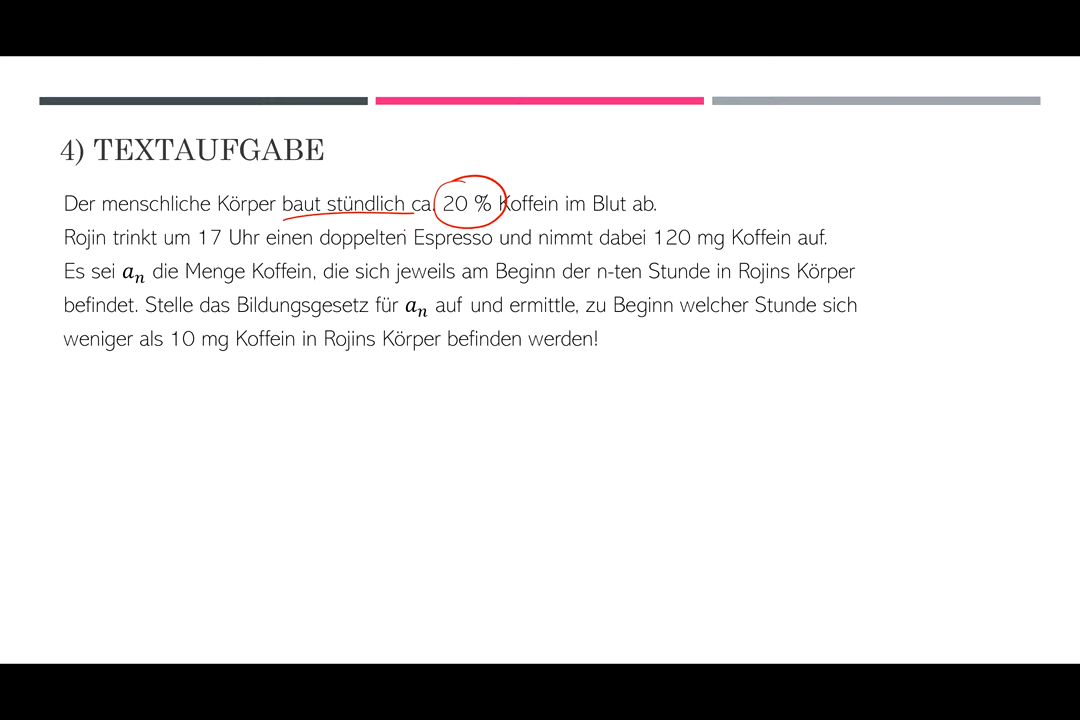 4) TEXTAUFGABE
Der menschliche Körper baut stündlich ca. 20 % Koffein im Blut ab.
Rojin trinkt um 17 Uhr einen doppelten Espresso und nimmt dabei 120 mg Koffein auf.
Es sei aₙ die Menge Koffein, die sich jeweils am Beginn der n-ten Stunde in Rojins Körper
befindet. Stelle das Bildungsgesetz für aₙ auf und ermittle, zu Beginn welcher Stunde sich
weniger als 10 mg Koffein in Rojins Körper befinden werden!